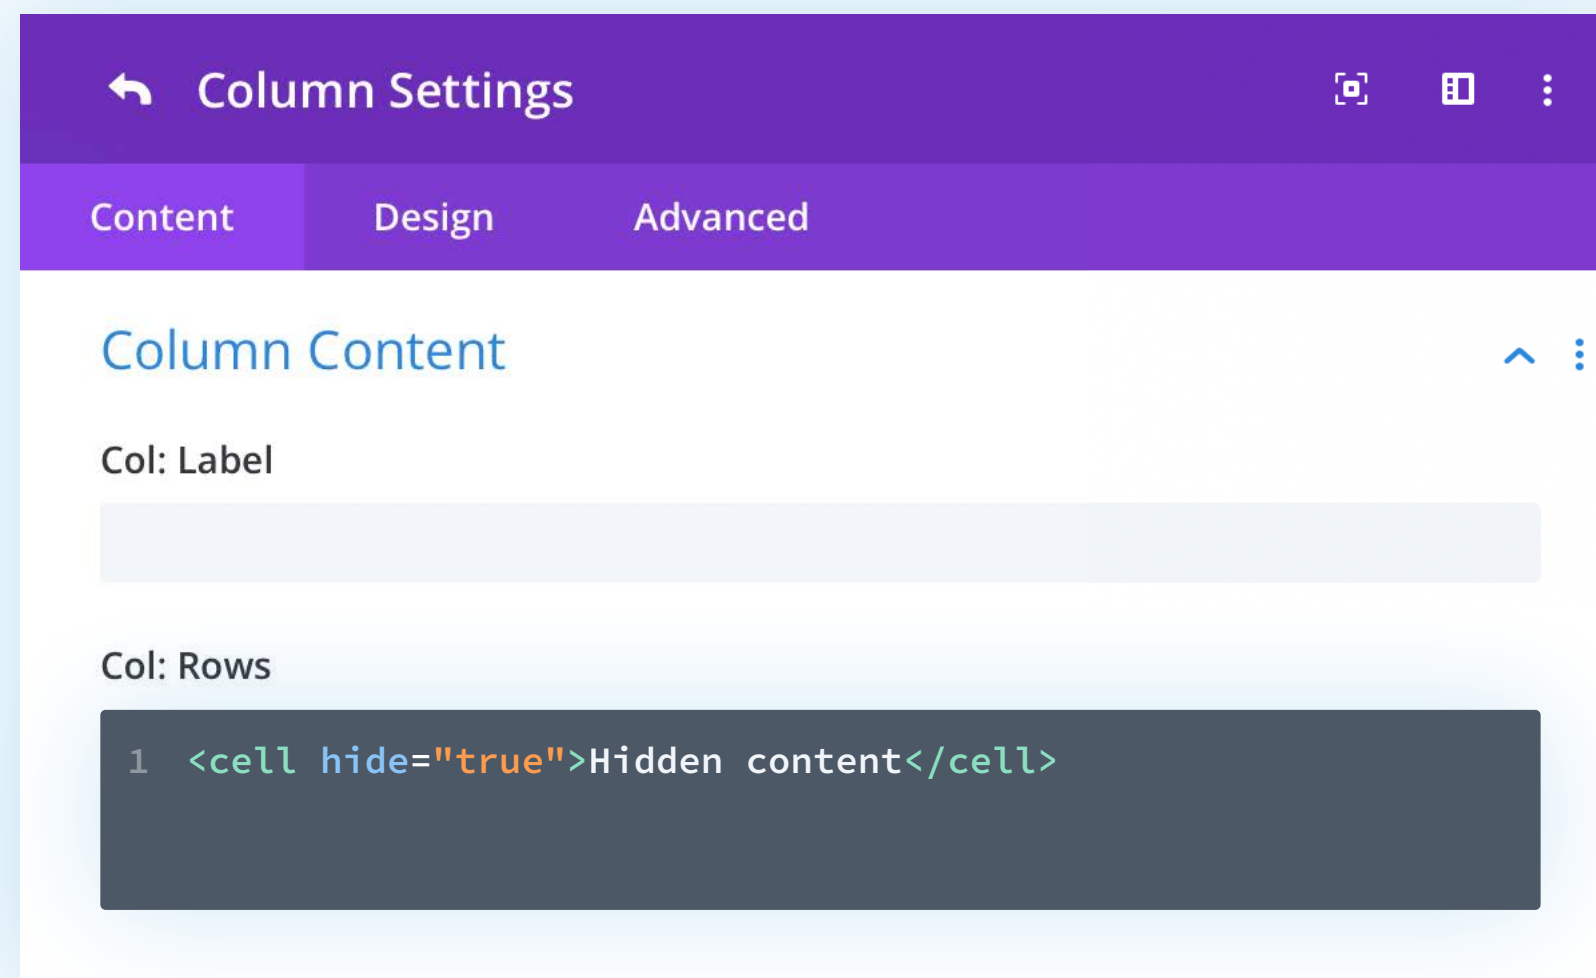 Column Settings
Content Design Advanced
Column Content
Col: Label
Col: Rows
1 <cell hide="true">Hidden content</cell>